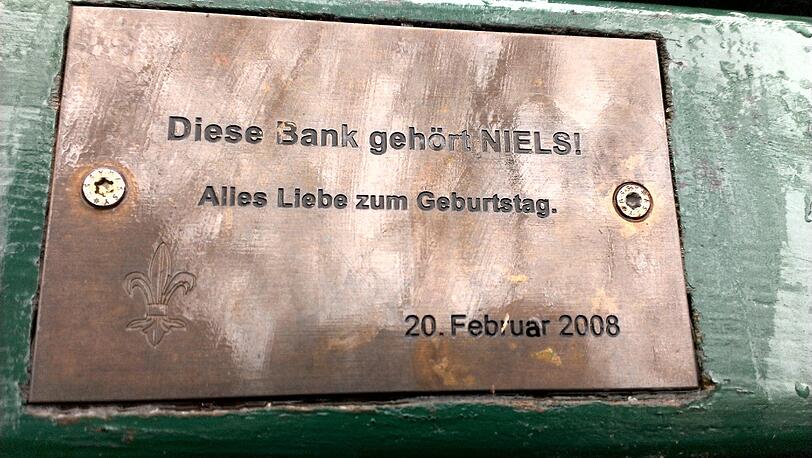 Diese Bank gehört NIELS!
Alles Liebe zum Geburtstag.
20. Februar 2008